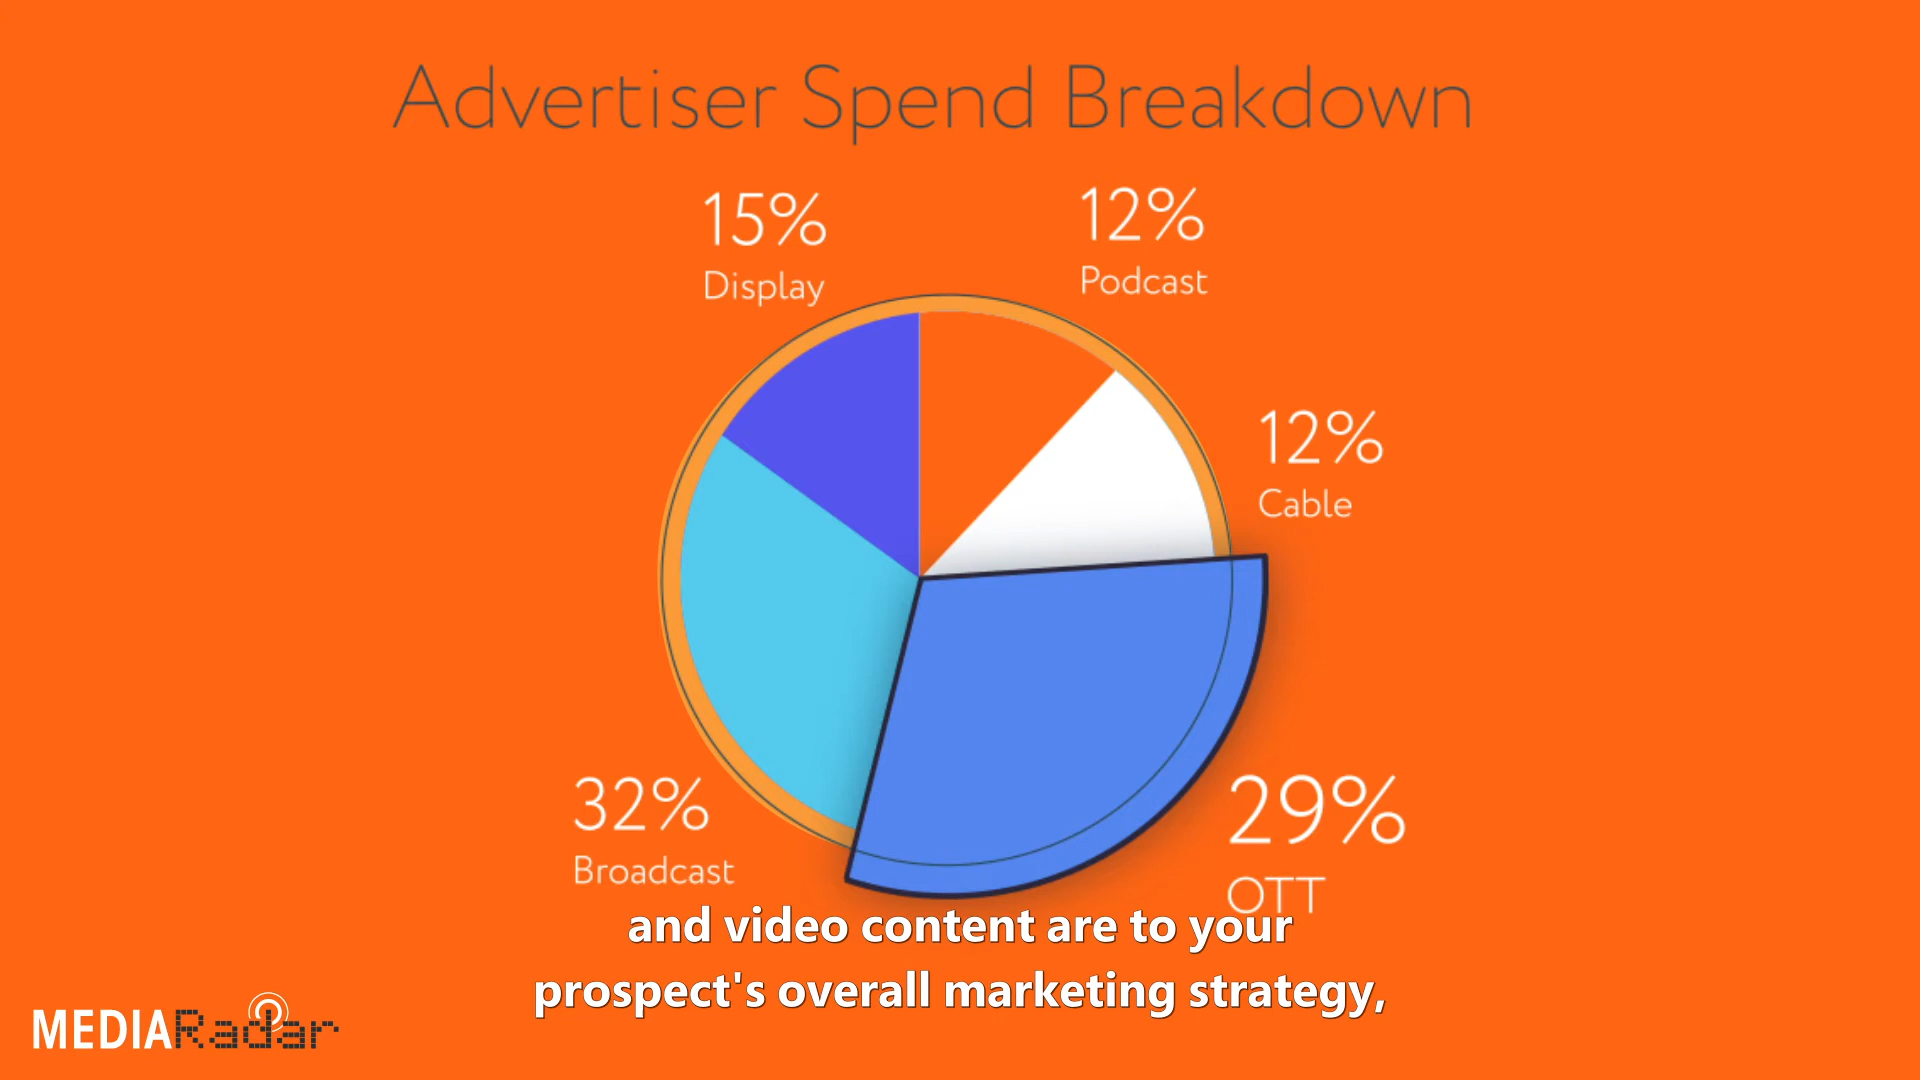 Advertiser Spend Breakdown
15%
Display
12%
Podcast
12%
Cable
32%
Broadcast
29%
OTT
and video content are to your
prospect's overall marketing strategy,
MEDIARadar